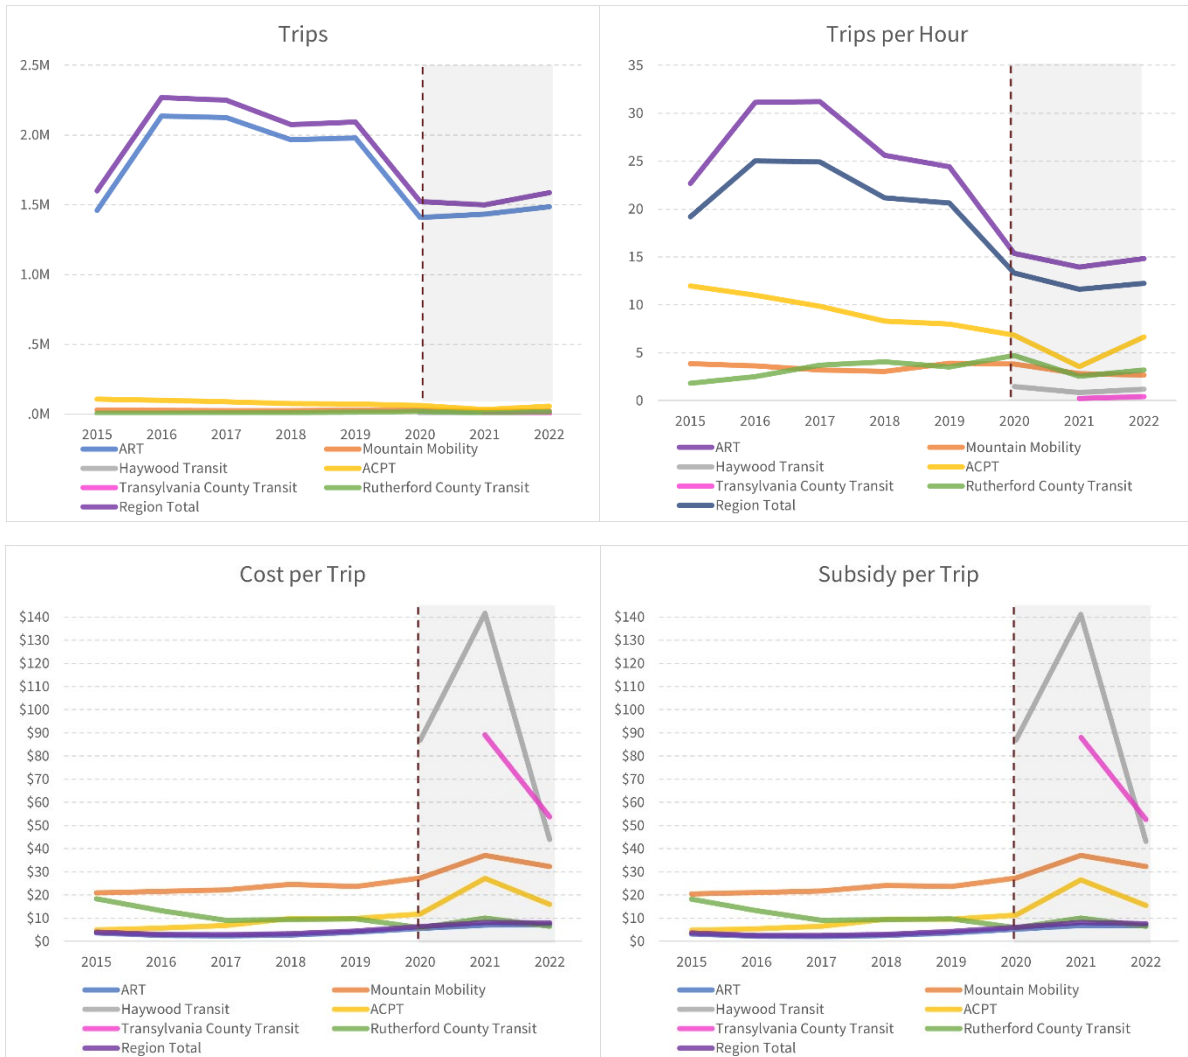 Trips
2.5M
2.0M
1.5M
1.0M
.5M
.0M
2015 2016 2017 2018 2019 2020 2021 2022
ART Mountain Mobility
Haywood Transit ACPT
Transylvania County Transit Rutherford County Transit
Region Total
Trips per Hour
35
30
25
20
15
10
5
0
2015 2016 2017 2018 2019 2020 2021 2022
ART Mountain Mobility
Haywood Transit ACPT
Transylvania County Transit Rutherford County Transit
Region Total
Cost per Trip
$140
$130
$120
$110
$100
$90
$80
$70
$60
$50
$40
$30
$20
$10
$0
2015 2016 2017 2018 2019 2020 2021 2022
ART Mountain Mobility
Haywood Transit ACPT
Transylvania County Transit Rutherford County Transit
Region Total
Subsidy per Trip
$140
$130
$120
$110
$100
$90
$80
$70
$60
$50
$40
$30
$20
$10
$0
2015 2016 2017 2018 2019 2020 2021 2022
ART Mountain Mobility
Haywood Transit ACPT
Transylvania County Transit Rutherford County Transit
Region Total